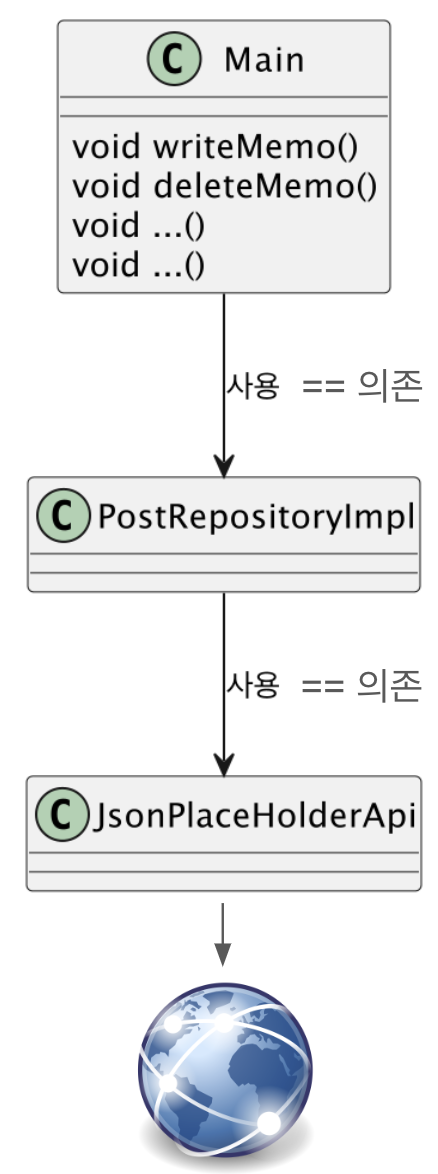 C Main
void writeMemo()
void deleteMemo()
void ...()
void ...()
사용 == 의존
C PostRepositoryImpl
사용 == 의존
C JsonPlaceHolderApi